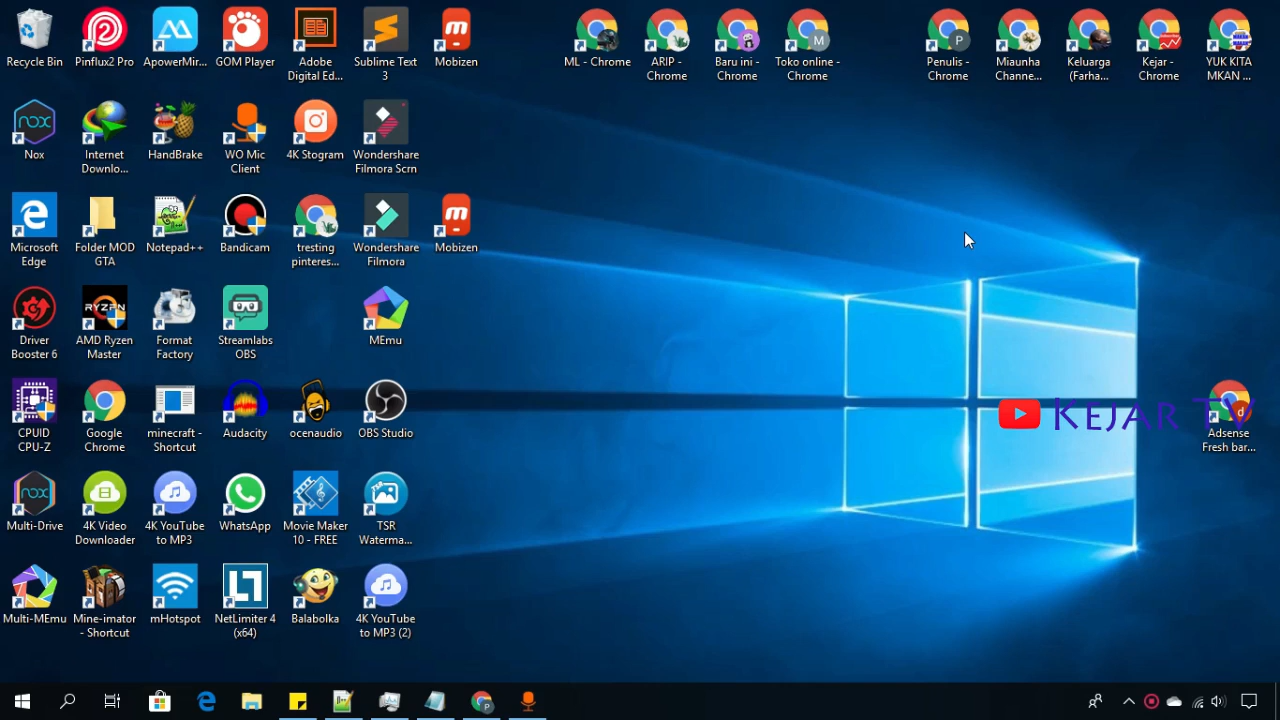 Recycle Bin
Pinflux2 Pro
ApowerMir...
GOM Player
Adobe
Digital Ed...
Sublime Text
3
Mobizen
ML - Chrome
ARIP -
Chrome
Baru ini -
Chrome
M
Toko online -
Chrome
P
Penulis -
Chrome
Miaunha
Channe...
Keluarga
(Farha...
Kejar -
Chrome
YUK KITA
MKAN ...
nox
Nox
Internet
Downlo...
HandBrake
WO Mic
Client
4K Stogram
Wondershare
Filmora Scrn
Microsoft
Edge
Folder MOD
GTA
Notepad++
Bandicam
tresting
pinteres...
Wondershare
Filmora
Mobizen
Driver
Booster 6
RYZEN
AMD Ryzen
Master
Format
Factory
Streamlabs
OBS
MEmu
CPUID
CPU-Z
Google
Chrome
minecraft -
Shortcut
Audacity
ocenaudio
OBS Studio
Kejar TV
d
Adsense
Fresh bar...
nox
Multi-Drive
4K Video
Downloader
4K YouTube
to MP3
WhatsApp
Movie Maker
10 - FREE
TSR
Waterma...
Multi-MEmu
Mine-imator
- Shortcut
mHotspot
NetLimiter 4
(x64)
Balabolka
4K YouTube
to MP3 (2)